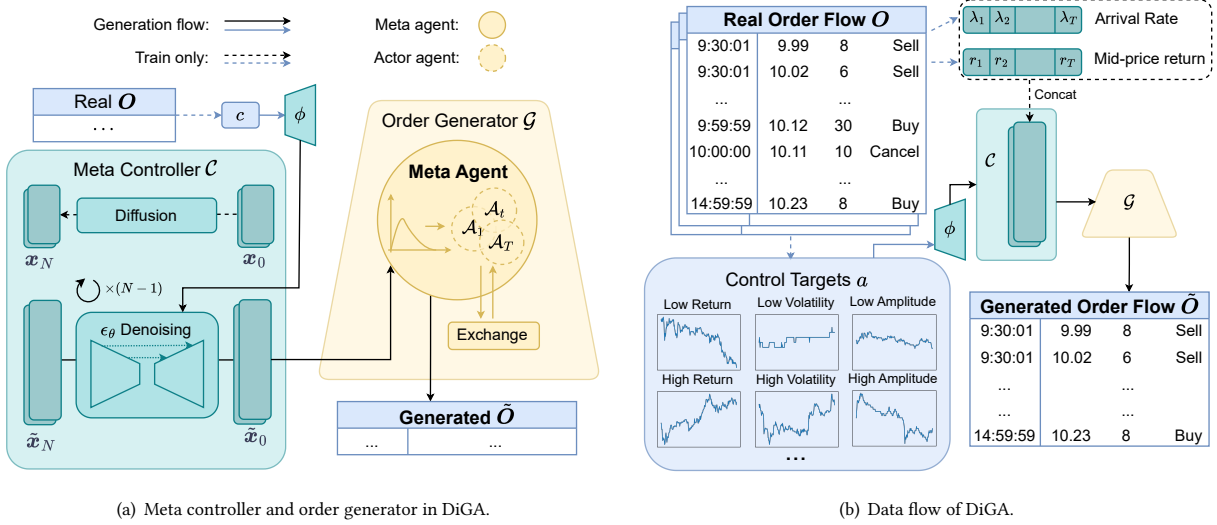 Generation flow:
Train only:
Meta agent:
Actor agent:
Real O
...
c
ϕ
Meta Controller C
Diffusion
x_N
x_0
×(N − 1)
ϵ_θ Denoising
x̃_N
x̃_0
Order Generator G
Meta Agent
A_1
A_t
A_T
Exchange
Generated Õ
... ...
(a) Meta controller and order generator in DiGA.
Real Order Flow O
9:30:01 9.99 8 Sell
9:30:01 10.02 6 Sell
... ...
9:59:59 10.12 30 Buy
10:00:00 10.11 10 Cancel
... ...
14:59:59 10.23 8 Buy
λ_1 λ_2 λ_T Arrival Rate
r_1 r_2 r_T Mid-price return
Concat
C
ϕ
G
Control Targets a
Low Return Low Volatility Low Amplitude
High Return High Volatility High Amplitude
...
Generated Order Flow Õ
9:30:01 9.99 8 Sell
9:30:01 10.02 6 Sell
... ...
... ...
14:59:59 10.23 8 Buy
(b) Data flow of DiGA.